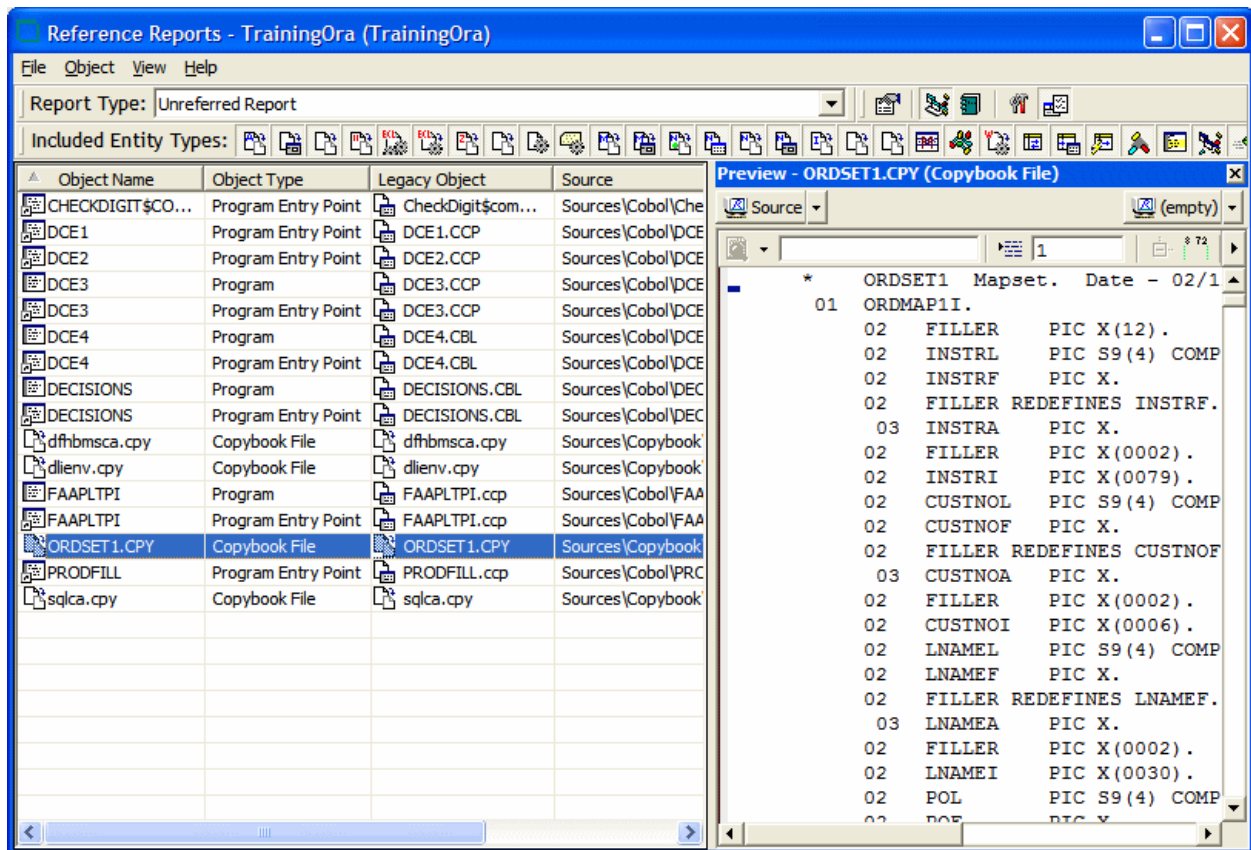 Reference Reports - TrainingOra (TrainingOra)
File Object View Help
Report Type: Unreferred Report
Included Entity Types:
Object Name Object Type Legacy Object Source
CHECKDIGIT$CO... Program Entry Point CheckDigit$com... Sources\Cobol\Che
DCE1 Program Entry Point DCE1.CCP Sources\Cobol\DCE
DCE2 Program Entry Point DCE2.CCP Sources\Cobol\DCE
DCE3 Program DCE3.CCP Sources\Cobol\DCE
DCE3 Program Entry Point DCE3.CCP Sources\Cobol\DCE
DCE4 Program DCE4.CBL Sources\Cobol\DCE
DCE4 Program Entry Point DCE4.CBL Sources\Cobol\DCE
DECISIONS Program DECISIONS.CBL Sources\Cobol\DEC
DECISIONS Program Entry Point DECISIONS.CBL Sources\Cobol\DEC
dfhbmsca.cpy Copybook File dfhbmsca.cpy Sources\Copybook
dlienv.cpy Copybook File dlienv.cpy Sources\Copybook
FAAPLTPI Program FAAPLTPI.ccp Sources\Cobol\FAA
FAAPLTPI Program Entry Point FAAPLTPI.ccp Sources\Cobol\FAA
ORDSET1.CPY Copybook File ORDSET1.CPY Sources\Copybook
PRODFILL Program Entry Point PRODFILL.ccp Sources\Cobol\PRO
sqlca.cpy Copybook File sqlca.cpy Sources\Copybook
Preview - ORDSET1.CPY (Copybook File)
Source (empty)
1 8 72
* ORDSET1 Mapset. Date - 02/1
01 ORDMAP1I.
02 FILLER PIC X(12).
02 INSTRL PIC S9(4) COMP
02 INSTRF PIC X.
02 FILLER REDEFINES INSTRF.
03 INSTRA PIC X.
02 FILLER PIC X(0002).
02 INSTRI PIC X(0079).
02 CUSTNOL PIC S9(4) COMP
02 CUSTNOF PIC X.
02 FILLER REDEFINES CUSTNOF
03 CUSTNOA PIC X.
02 FILLER PIC X(0002).
02 CUSTNOI PIC X(0006).
02 LNAMEL PIC S9(4) COMP
02 LNAMEF PIC X.
02 FILLER REDEFINES LNAMEF.
03 LNAMEA PIC X.
02 FILLER PIC X(0002).
02 LNAMEI PIC X(0030).
02 POL PIC S9(4) COMP
02 POF PIC X